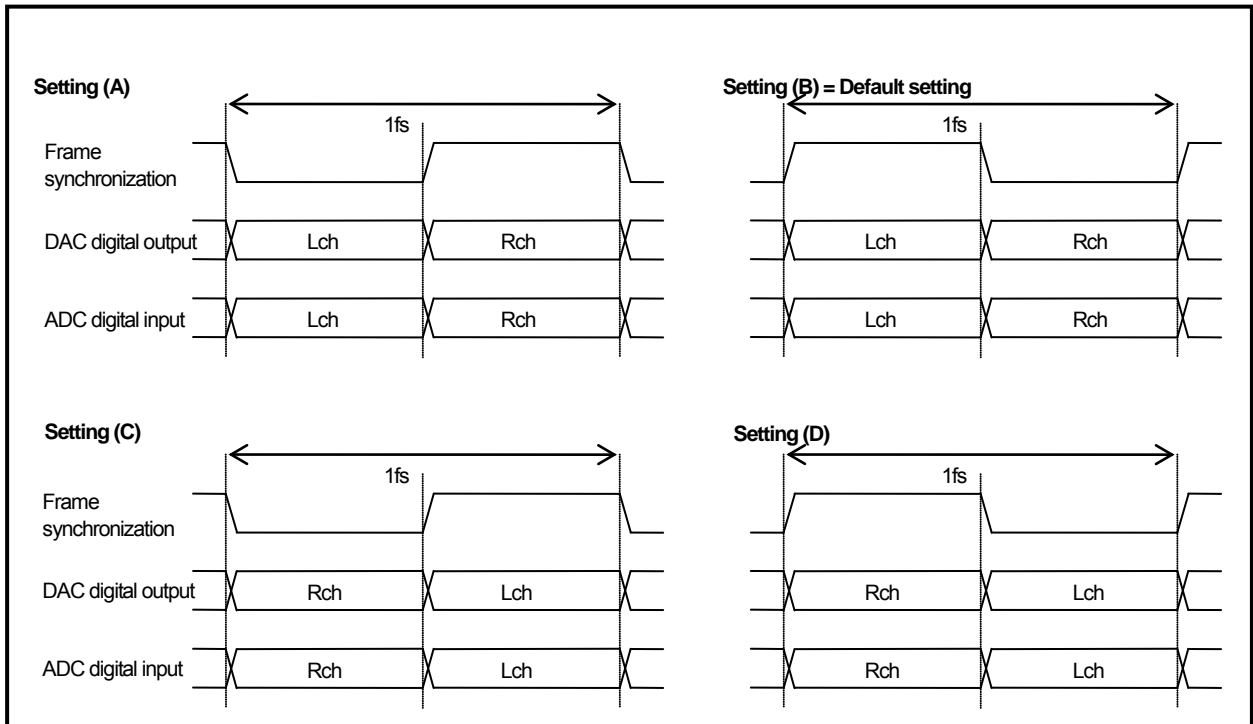 Setting (A)
1fs
Frame
synchronization
DAC digital output
Lch
Rch
ADC digital input
Lch
Rch
Setting (B) = Default setting
1fs
Lch
Rch
Lch
Rch
Setting (C)
1fs
Frame
synchronization
DAC digital output
Rch
Lch
ADC digital input
Rch
Lch
Setting (D)
1fs
Rch
Lch
Rch
Lch